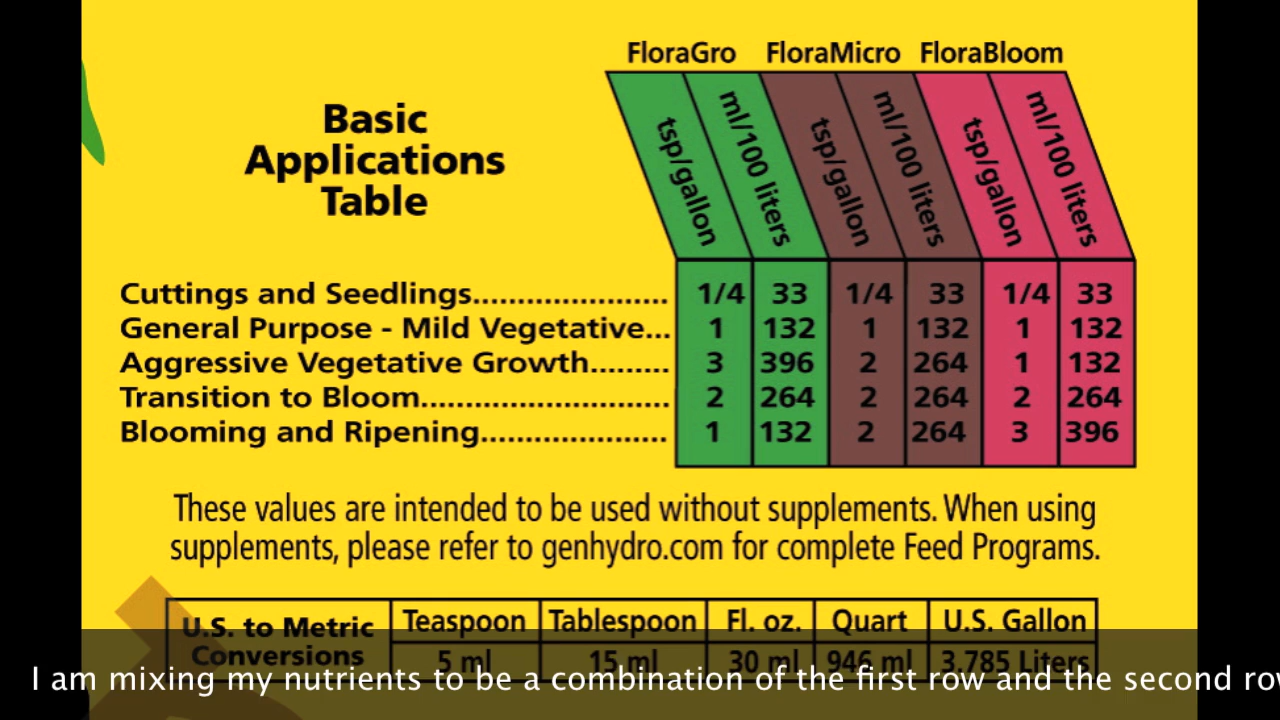 FloraGro FloraMicro FloraBloom
tsp/gallon ml/100 liters tsp/gallon ml/100 liters tsp/gallon ml/100 liters
Basic
Applications
Table
Cuttings and Seedlings...................... 1/4 33 1/4 33 1/4 33
General Purpose - Mild Vegetative... 1 132 1 132 1 132
Aggressive Vegetative Growth......... 3 396 2 264 1 132
Transition to Bloom............................ 2 264 2 264 2 264
Blooming and Ripening..................... 1 132 2 264 3 396
These values are intended to be used without supplements. When using
supplements, please refer to genhydro.com for complete Feed Programs.
U.S. to Metric Teaspoon Tablespoon Fl. oz. Quart U.S. Gallon
Conversions 5 ml 15 ml 30 ml 946 ml 3.785 Liters
I am mixing my nutrients to be a combination of the first row and the second